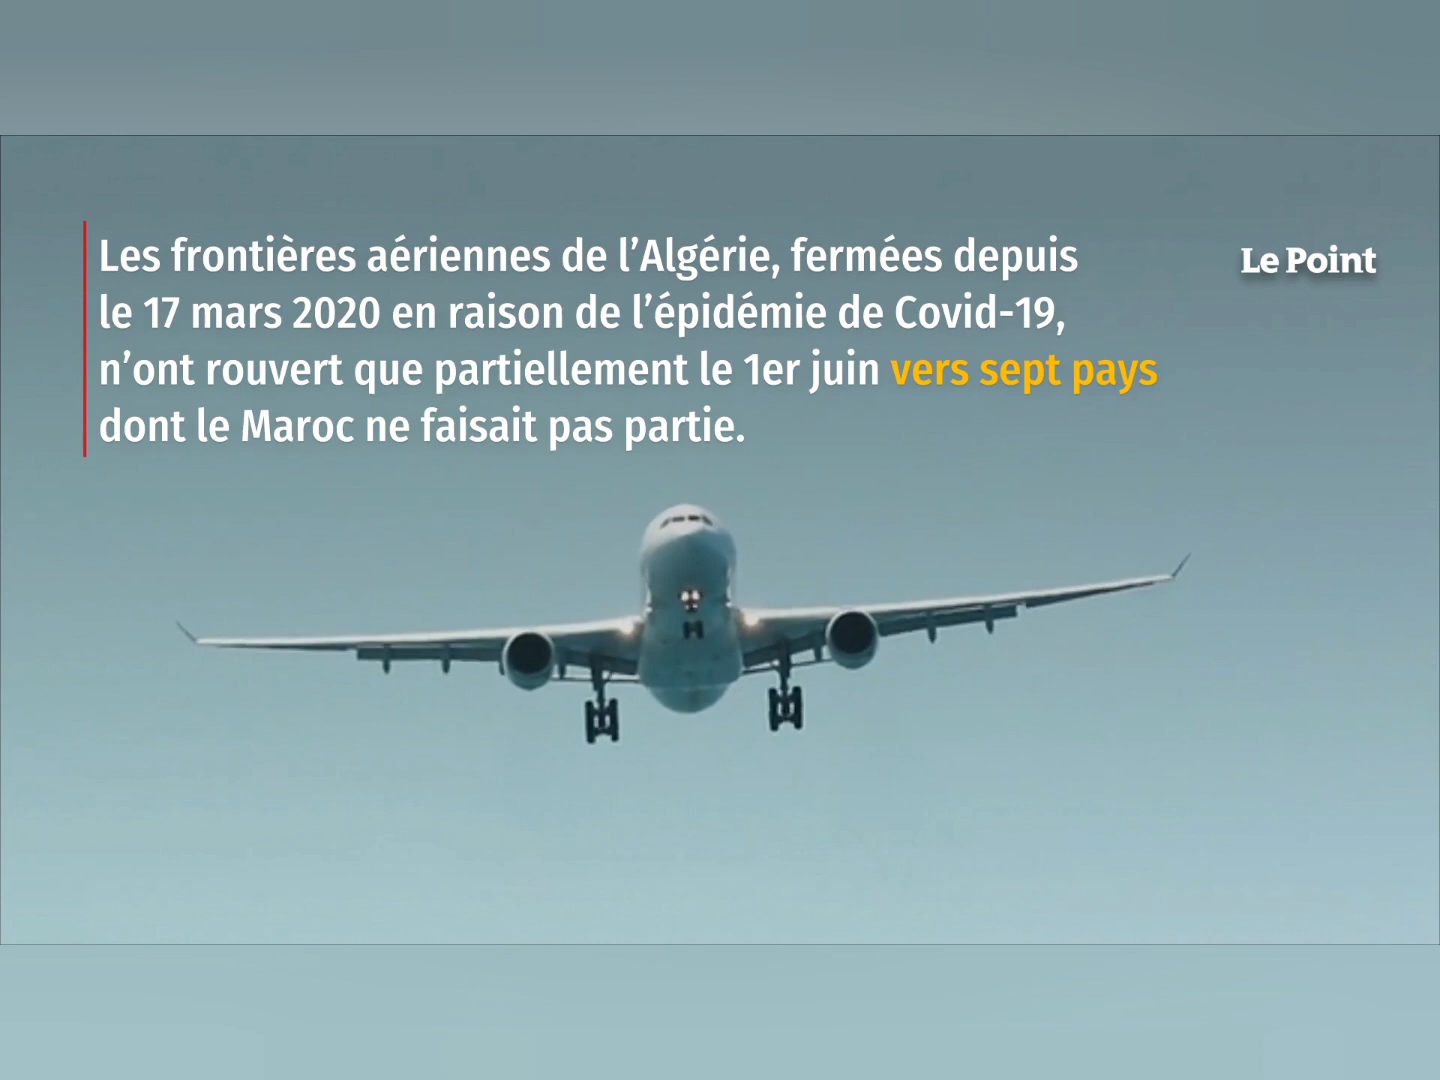 Les frontières aériennes de l’Algérie, fermées depuis
le 17 mars 2020 en raison de l’épidémie de Covid-19,
n’ont rouvert que partiellement le 1er juin vers sept pays
dont le Maroc ne faisait pas partie.
Le Point